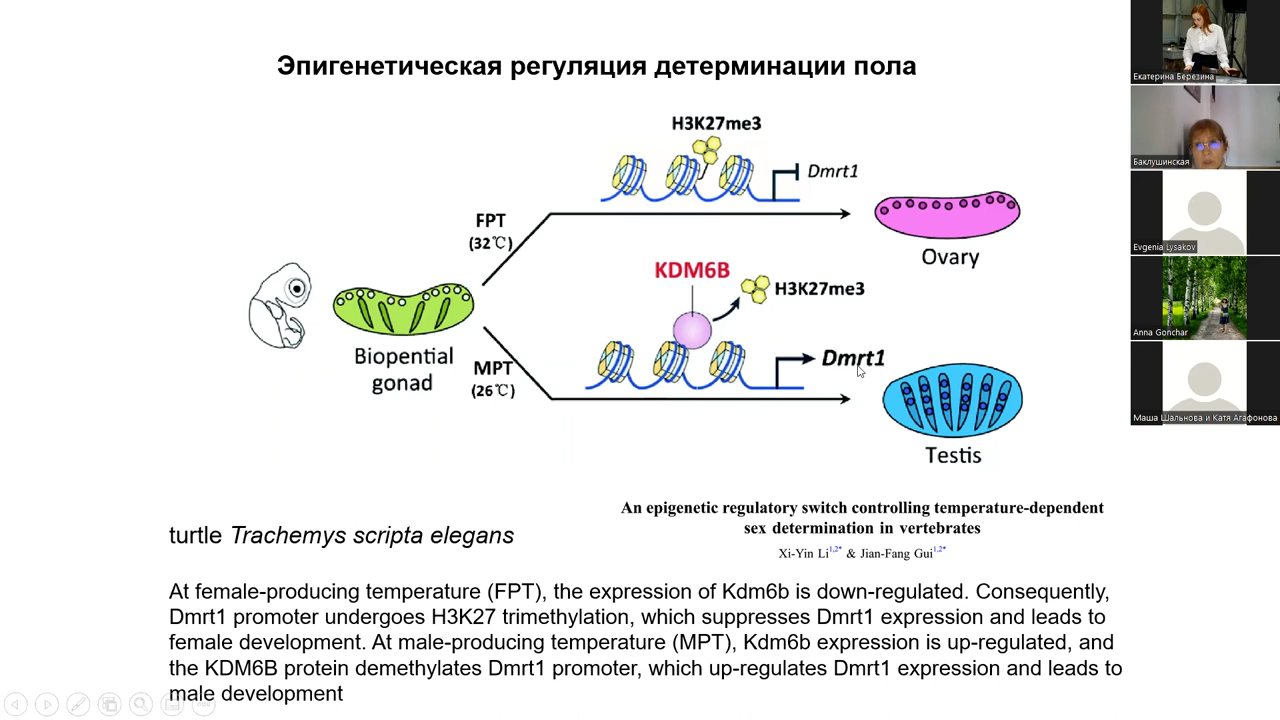 Эпигенетическая регуляция детерминации пола
H3K27me3
Dmrt1
FPT
(32℃)
Ovary
KDM6B
H3K27me3
Biopential
gonad
MPT
(26℃)
Dmrt1
Testis
An epigenetic regulatory switch controlling temperature-dependent
sex determination in vertebrates
Xi-Yin Li1,2* & Jian-Fang Gui1,2*
turtle Trachemys scripta elegans
At female-producing temperature (FPT), the expression of Kdm6b is down-regulated. Consequently,
Dmrt1 promoter undergoes H3K27 trimethylation, which suppresses Dmrt1 expression and leads to
female development. At male-producing temperature (MPT), Kdm6b expression is up-regulated, and
the KDM6B protein demethylates Dmrt1 promoter, which up-regulates Dmrt1 expression and leads to
male development
Екатерина Березина
Баклушинская
Evgenia Lysakov
Anna Gonchar
Маша Шальнова и Катя Агафонова